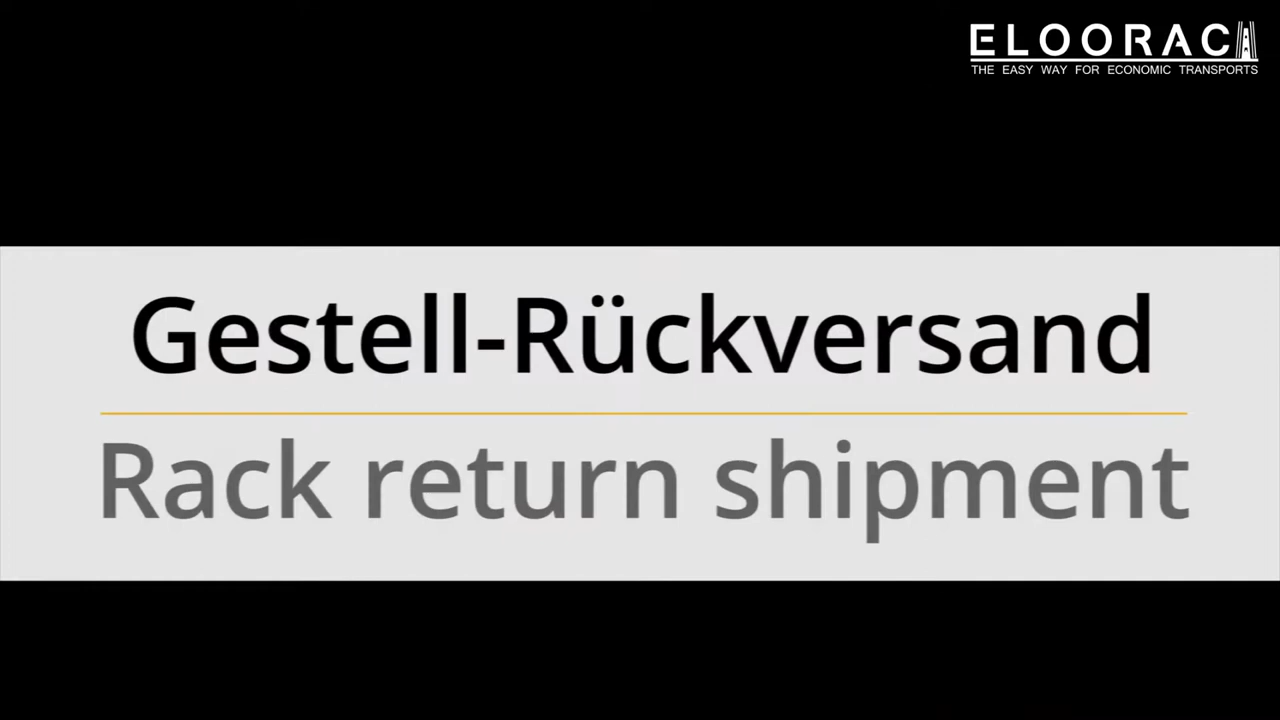 ELOORAC
THE EASY WAY FOR ECONOMIC TRANSPORTS
Gestell-Rückversand
Rack return shipment